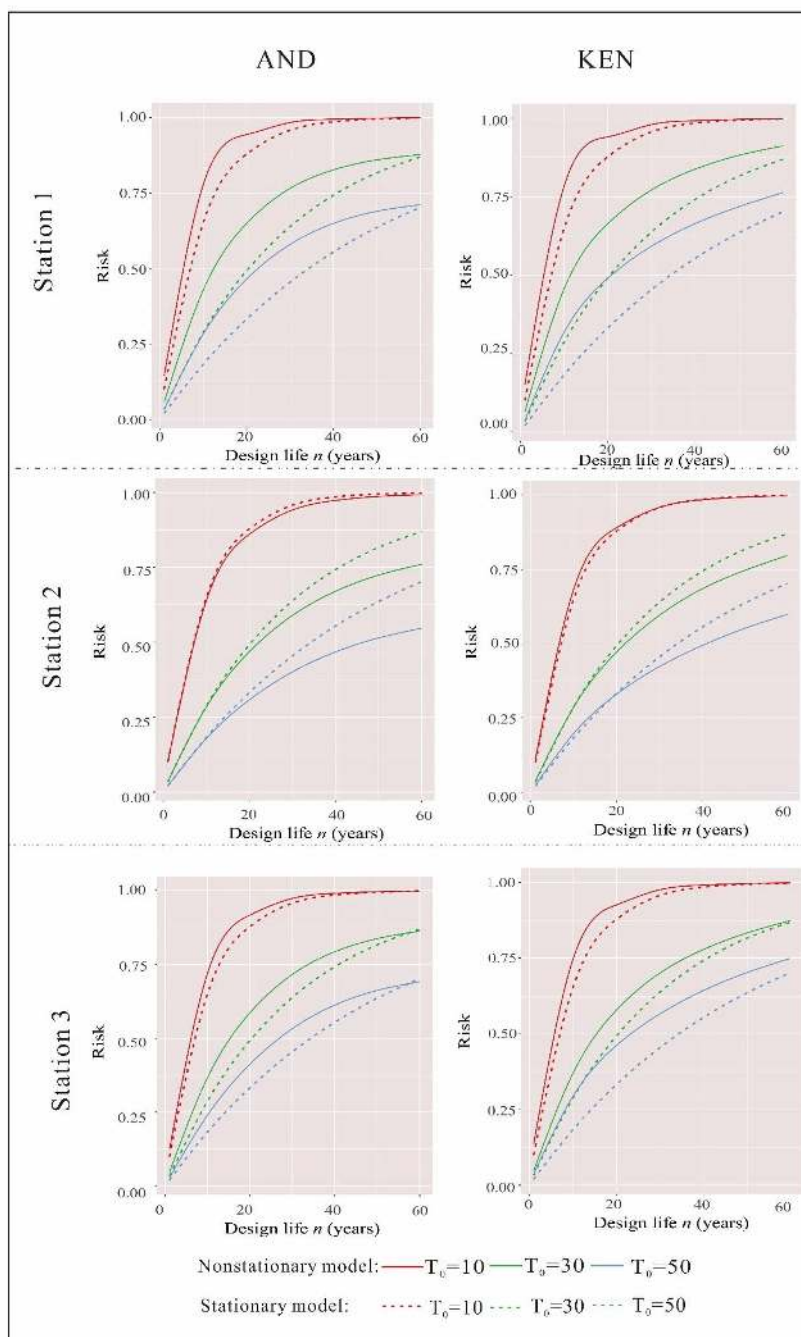 AND KEN
Station 1
Risk
1.00
0.75
0.50
0.25
0.00
0 20 40 60
Design life n (years)
Risk
1.00
0.75
0.50
0.25
0.00
0 20 40 60
Design life n (years)
Station 2
Risk
1.00
0.75
0.50
0.25
0.00
0 20 40 60
Design life n (years)
Risk
1.00
0.75
0.50
0.25
0.00
0 20 40 60
Design life n (years)
Station 3
Risk
1.00
0.75
0.50
0.25
0.00
0 20 40 60
Design life n (years)
Risk
1.00
0.75
0.50
0.25
0.00
0 20 40 60
Design life n (years)
Nonstationary model: T₀=10 T₀=30 T₀=50
Stationary model: T₀=10 T₀=30 T₀=50